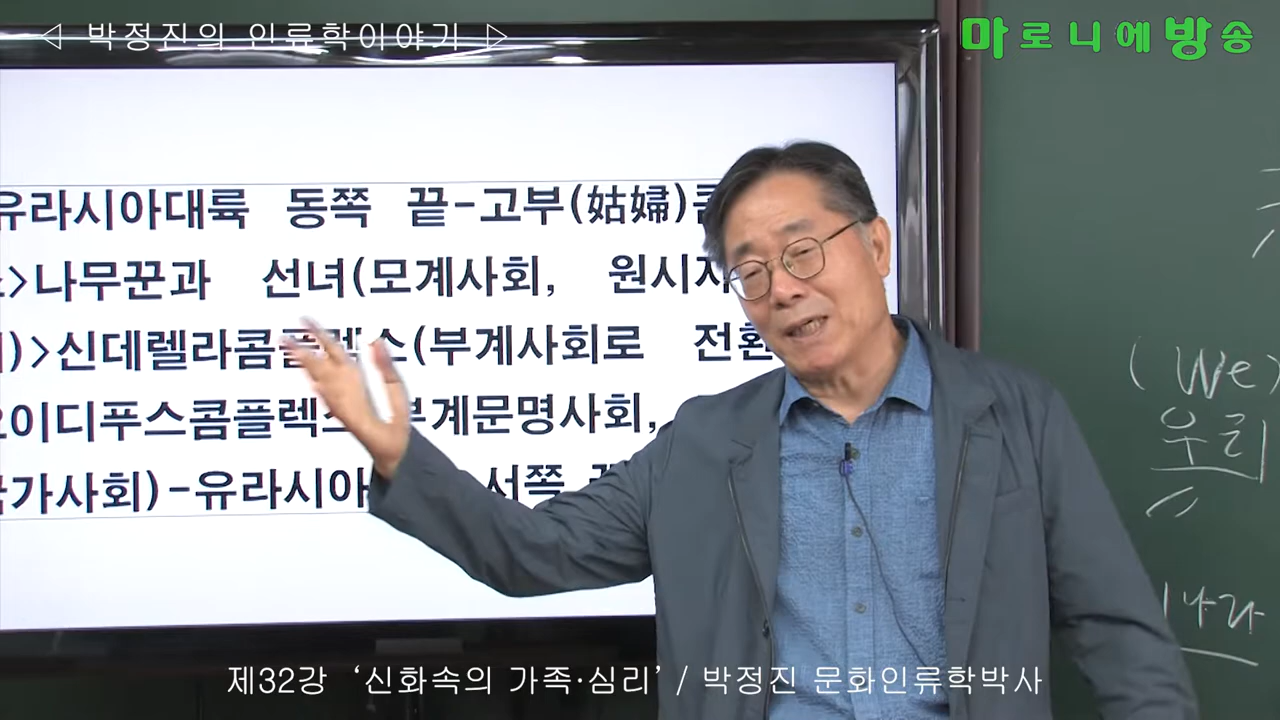 ◁ 박정진의 인류학이야기 ▷
마로니에방송
유라시아대륙 동쪽 끝-고부(姑婦)콤
>나무꾼과 선녀(모계사회, 원시
)>신데렐라콤플렉스(부계사회로 전환
이디푸스콤플렉스 부계문명사회,
가사회)-유라시아 서쪽
(We)
우리
나라
제32강 ‘신화속의 가족·심리’ / 박정진 문화인류학박사